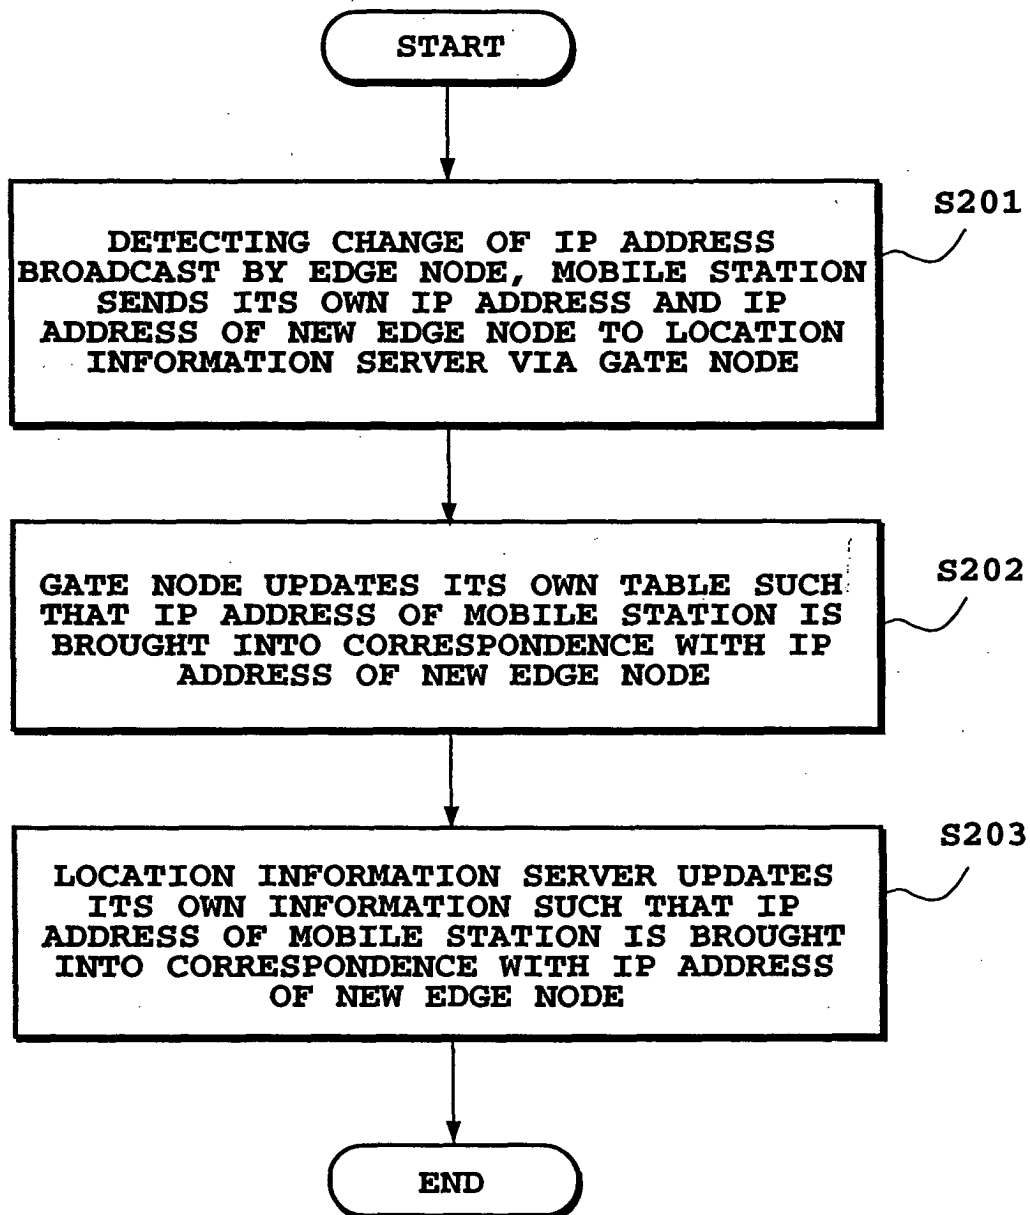 START
S201
DETECTING CHANGE OF IP ADDRESS
BROADCAST BY EDGE NODE, MOBILE STATION
SENDS ITS OWN IP ADDRESS AND IP
ADDRESS OF NEW EDGE NODE TO LOCATION
INFORMATION SERVER VIA GATE NODE
S202
GATE NODE UPDATES ITS OWN TABLE SUCH
THAT IP ADDRESS OF MOBILE STATION IS
BROUGHT INTO CORRESPONDENCE WITH IP
ADDRESS OF NEW EDGE NODE
S203
LOCATION INFORMATION SERVER UPDATES
ITS OWN INFORMATION SUCH THAT IP
ADDRESS OF MOBILE STATION IS BROUGHT
INTO CORRESPONDENCE WITH IP ADDRESS
OF NEW EDGE NODE
END